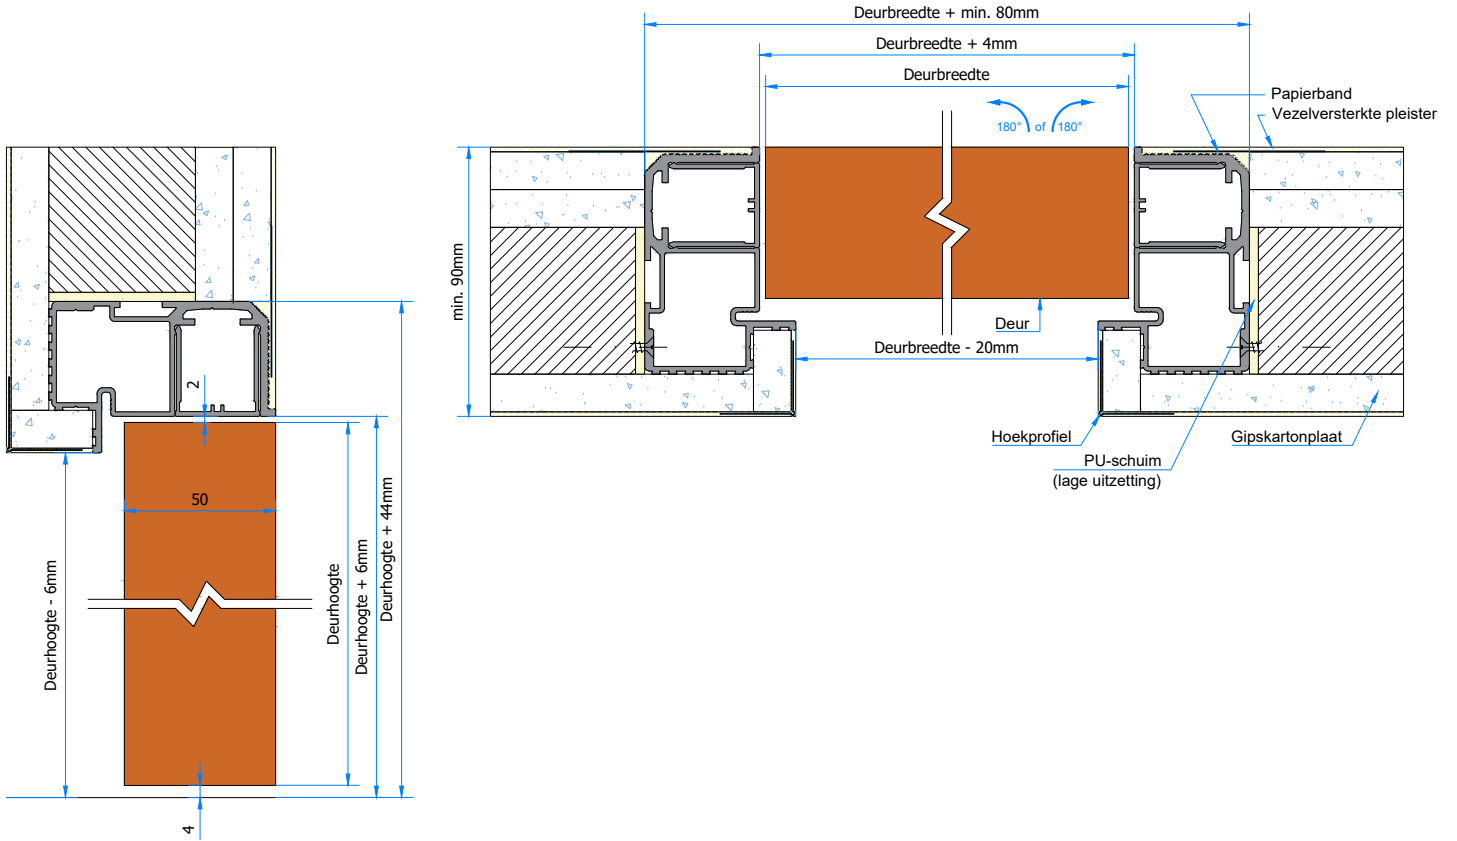 Deurbreedte + min. 80mm
Deurbreedte + 4mm
Deurbreedte
180° of 180°
Papierband
Vezelversterkte pleister
min. 90mm
Deur
Deurbreedte - 20mm
Hoekprofiel
Gipskartonplaat
PU-schuim
(lage uitzetting)
2
50
Deurhoogte - 6mm
Deurhoogte
Deurhoogte + 6mm
Deurhoogte + 44mm
4